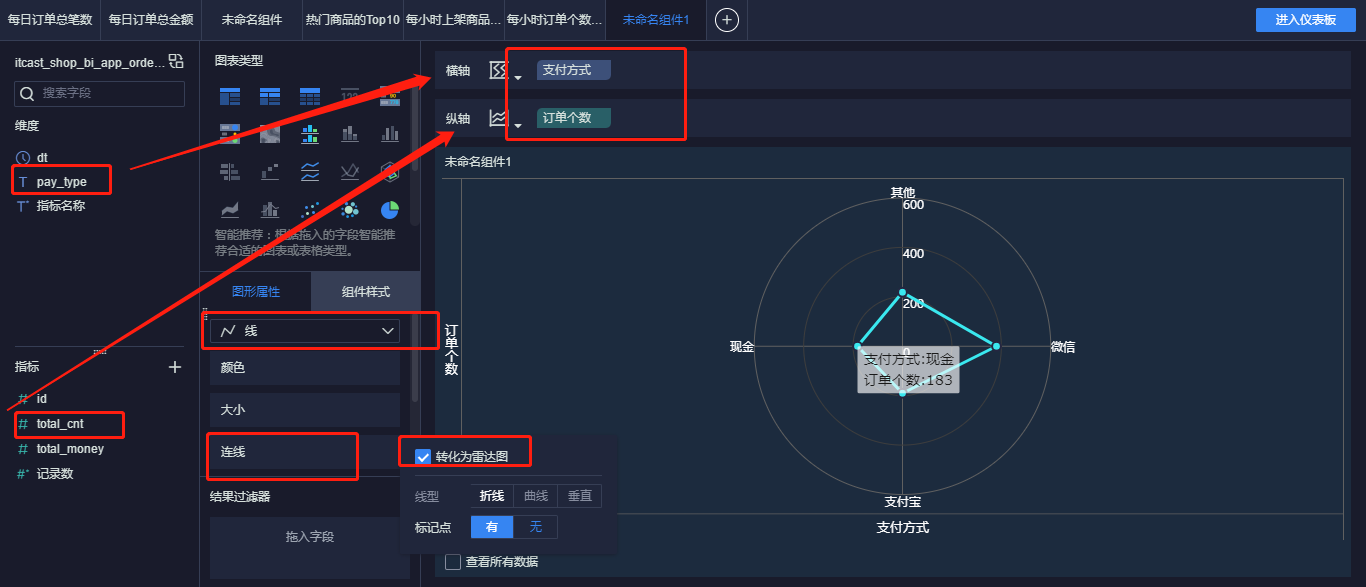 每日订单总笔数 每日订单总金额 未命名组件 热门商品的Top10 每小时上架商品... 每小时订单个数... 未命名组件1
进入仪表板
itcast_shop_bi_app_orde...
搜索字段
维度
dt
T pay_type
T* 指标名称
指标
# id
# total_cnt
# total_money
#* 记录数
图表类型
智能推荐：根据拖入的字段智能推
荐合适的图表或表格类型。
图形属性 组件样式
线
颜色
大小
连线
结果过滤器
拖入字段
转化为雷达图
线型 折线 曲线 垂直
标记点 有 无
横轴 支付方式
纵轴 订单个数
未命名组件1
其他
600
400
200
0
现金
微信
支付宝
支付方式:现金
订单个数:183
订单个数
支付方式
查看所有数据